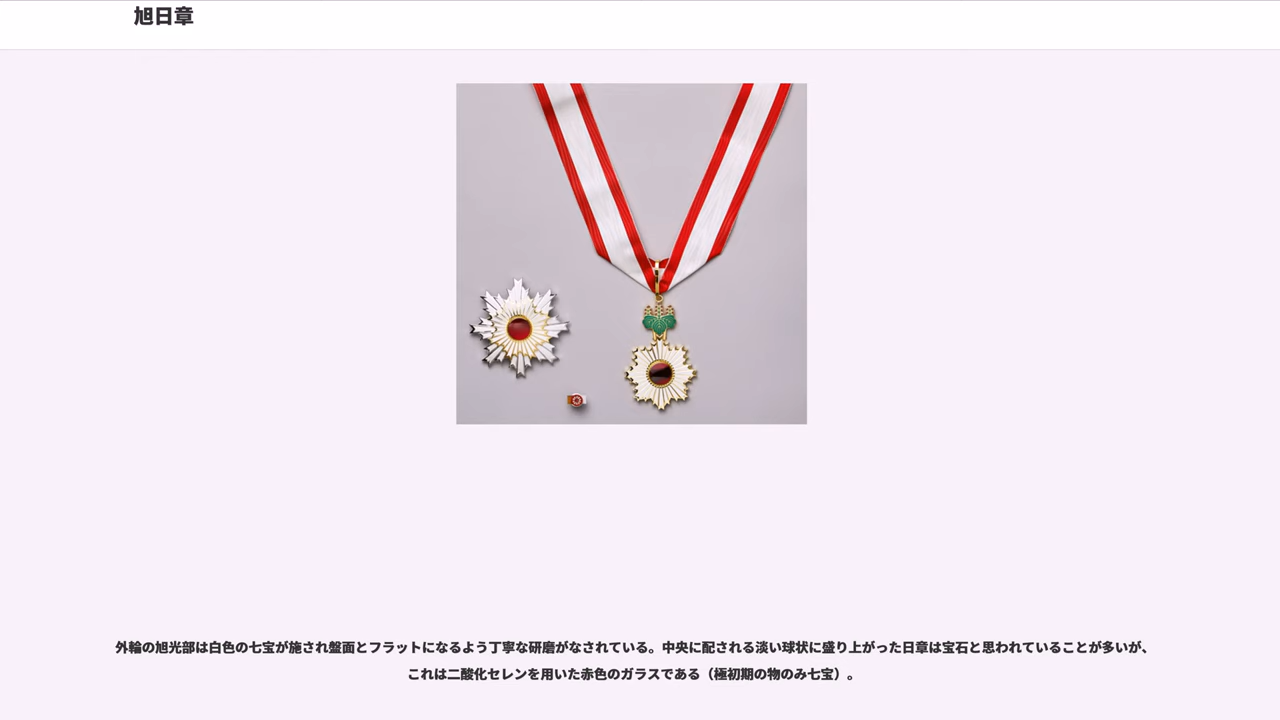 旭日章
外輪の旭光部は白色の七宝が施され盤面とフラットになるよう丁寧な研磨がなされている。中央に配される淡い球状に盛り上がった日章は宝石と思われていることが多いが、
これは二酸化セレンを用いた赤色のガラスである（極初期の物のみ七宝）。